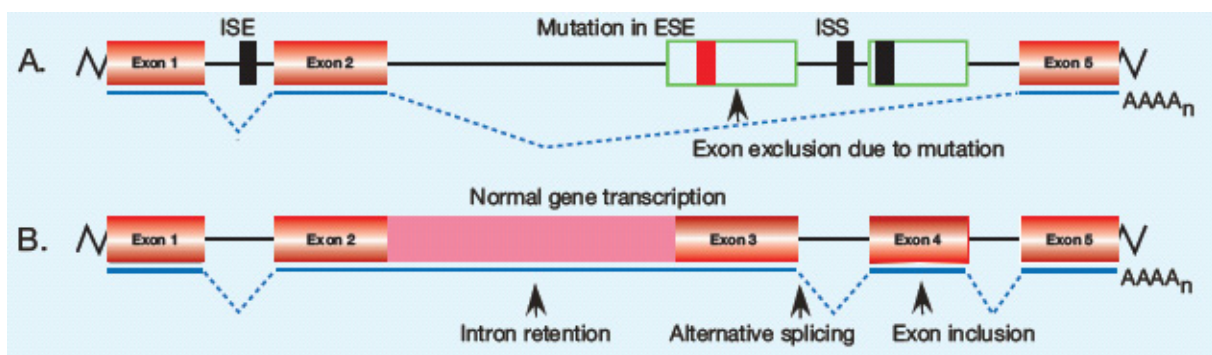 ISE
Mutation in ESE
ISS
A.
Exon 1
Exon 2
Exon 5
AAAAn
Exon exclusion due to mutation
Normal gene transcription
B.
Exon 1
Exon 2
Exon 3
Exon 4
Exon 5
AAAAn
Intron retention
Alternative splicing
Exon inclusion